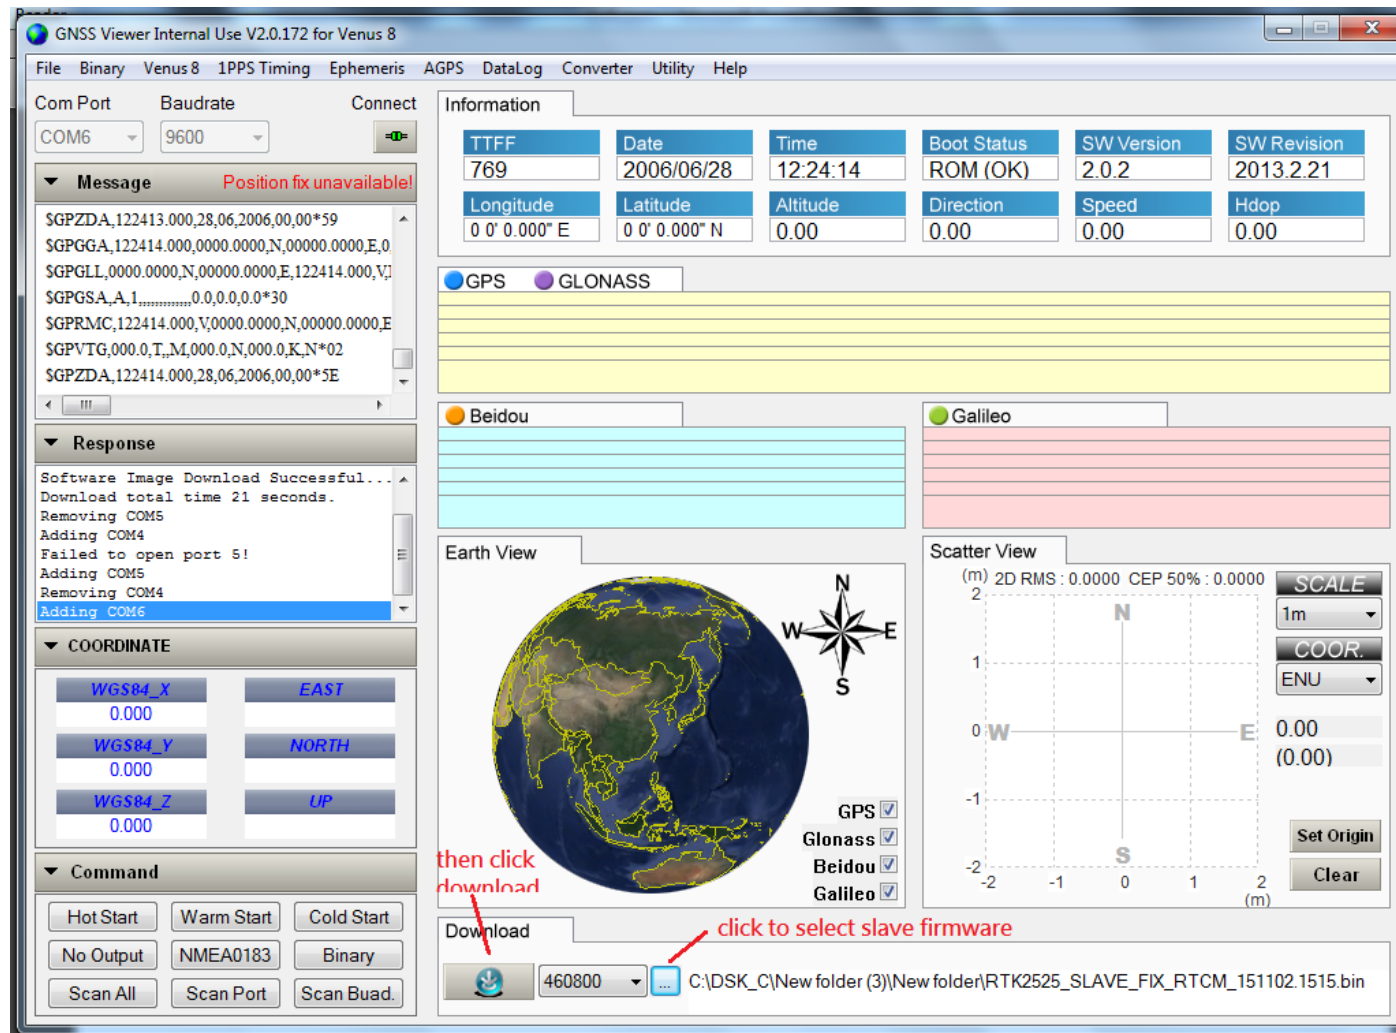 GNSS Viewer Internal Use V2.0.172 for Venus 8
File Binary Venus 8 1PPS Timing Ephemeris AGPS DataLog Converter Utility Help
Com Port Baudrate Connect
COM6 9600
Message Position fix unavailable!
$GPZDA,122413.000,28,06,2006,00,00*59
$GPGGA,122414.000,0000.0000,N,00000.0000,E,0,
$GPGLL,0000.0000,N,00000.0000,E,122414.000,V,
$GPGSA,A,1,,,,,,,,,,,,,0.0,0.0,0.0*30
$GPRMC,122414.000,V,0000.0000,N,00000.0000,E
$GPVTG,000.0,T,,M,000.0,N,000.0,K,N*02
$GPZDA,122414.000,28,06,2006,00,00*5E
Response
Software Image Download Successful...
Download total time 21 seconds.
Removing COM5
Adding COM4
Failed to open port 5!
Adding COM5
Removing COM4
Adding COM6
COORDINATE
WGS84_X EAST
0.000
WGS84_Y NORTH
0.000
WGS84_Z UP
0.000
Command
Hot Start Warm Start Cold Start
No Output NMEA0183 Binary
Scan All Scan Port Scan Buad.
Information
TTFF Date Time Boot Status SW Version SW Revision
769 2006/06/28 12:24:14 ROM (OK) 2.0.2 2013.2.21
Longitude Latitude Altitude Direction Speed Hdop
0 0' 0.000" E 0 0' 0.000" N 0.00 0.00 0.00 0.00
GPS GLONASS
Beidou Galileo
Earth View
N
W E
S
GPS
Glonass
Beidou
Galileo
then click
download
Scatter View
(m) 2D RMS : 0.0000 CEP 50% : 0.0000
2
1
0
-1
-2
N
W E
S
-2 -1 0 1 2
(m)
SCALE
1m
COOR.
ENU
0.00
(0.00)
Set Origin
Clear
Download
click to select slave firmware
460800 ... C:\DSK_C\New folder (3)\New folder\RTK2525_SLAVE_FIX_RTCM_151102.1515.bin